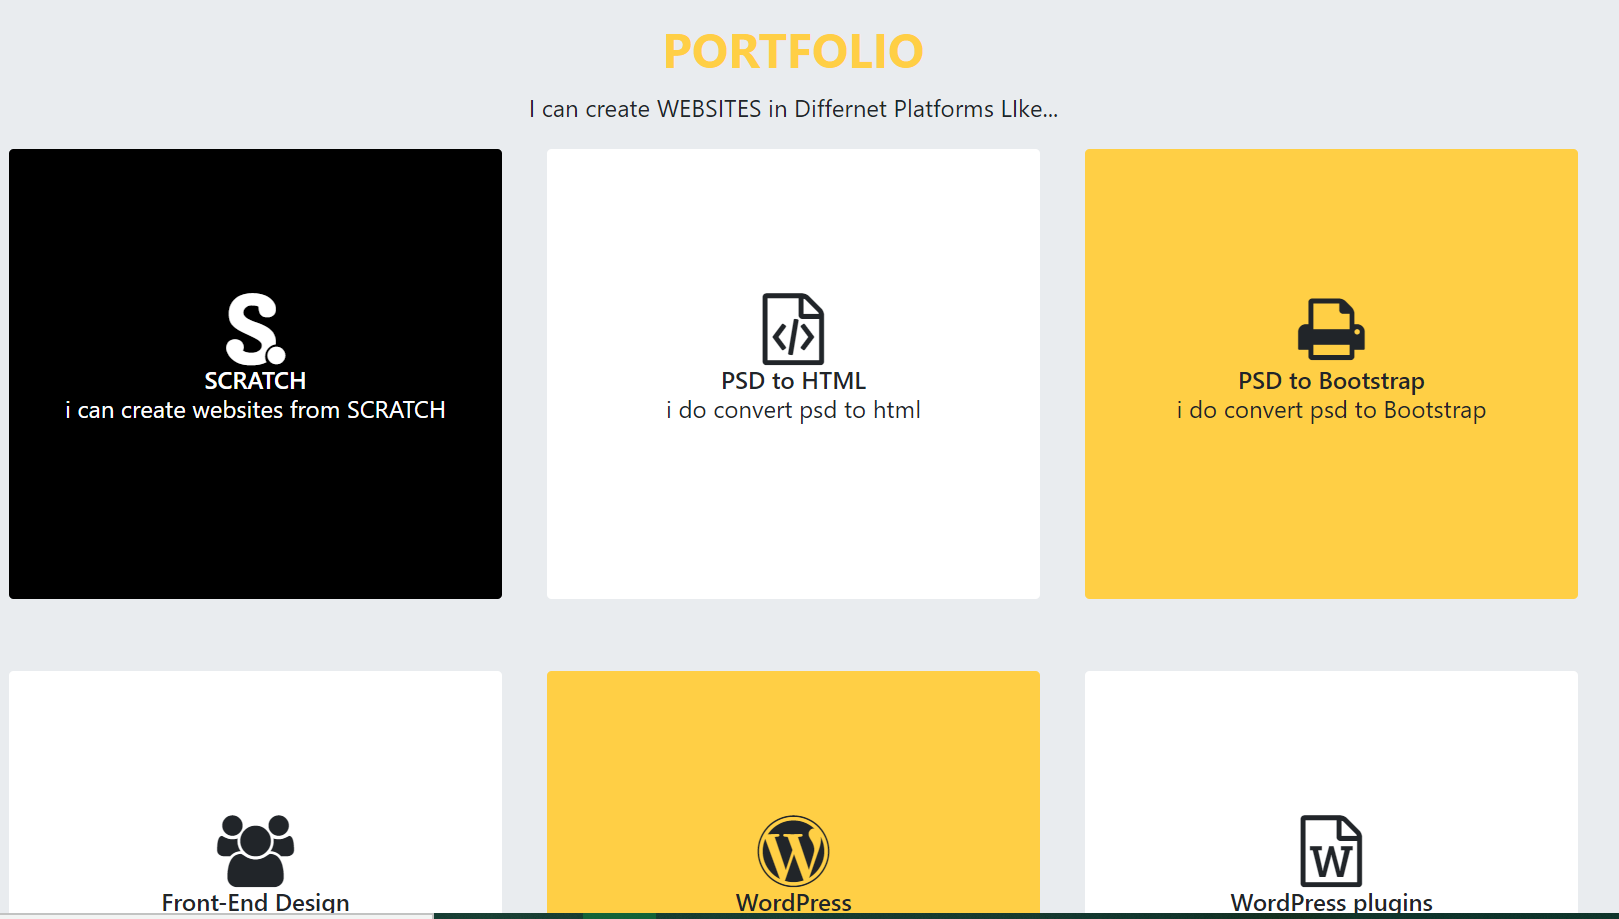 PORTFOLIO
I can create WEBSITES in Differnet Platforms LIke...
S.
SCRATCH
i can create websites from SCRATCH
</>
PSD to HTML
i do convert psd to html
PSD to Bootstrap
i do convert psd to Bootstrap
Front-End Design
W
WordPress
W
WordPress plugins